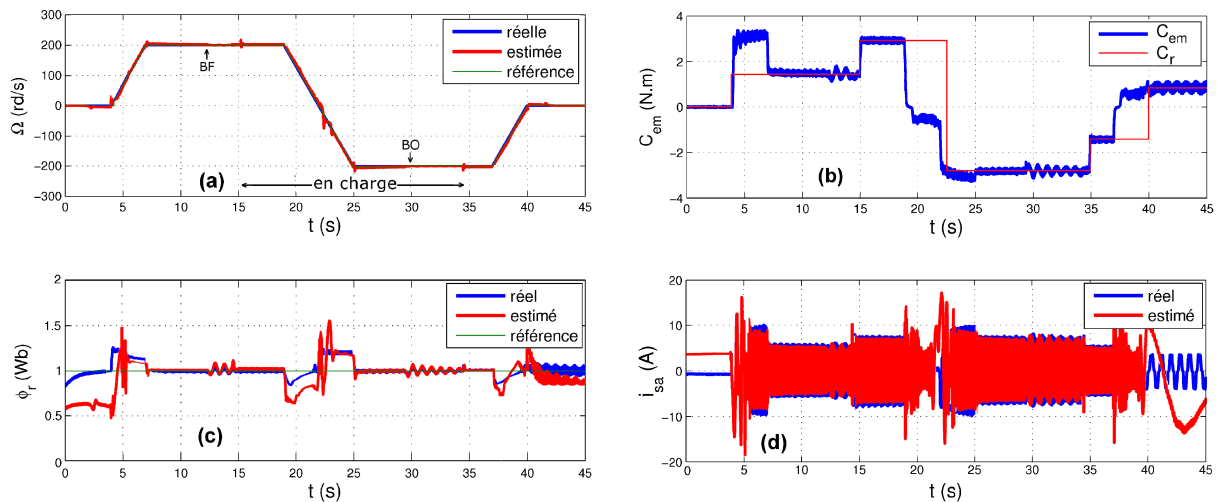 300
200
100
0
−100
−200
−300
Ω (rd/s)
réelle
estimée
référence
BF
BO
(a)
en charge
0 5 10 15 20 25 30 35 40 45
t (s)
4
2
0
−2
−4
C_em (N.m)
C_em
C_r
(b)
0 5 10 15 20 25 30 35 40 45
t (s)
2
1.5
1
0.5
0
ϕ_r (Wb)
réel
estimé
référence
(c)
0 5 10 15 20 25 30 35 40 45
t (s)
20
10
0
−10
−20
i_sa (A)
réel
estimé
(d)
0 5 10 15 20 25 30 35 40 45
t (s)